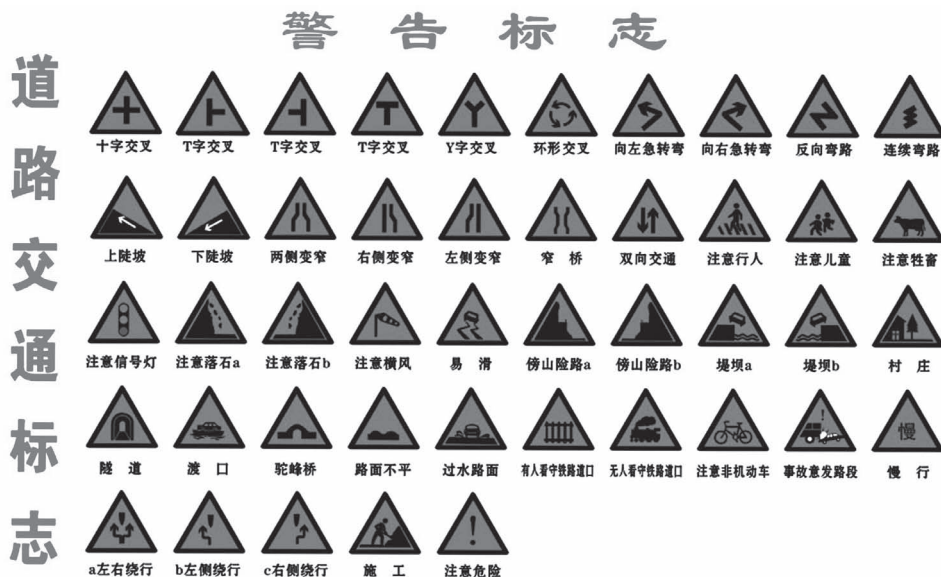 警告标志
道路交通标志
十字交叉 T字交叉 T字交叉 T字交叉 Y字交叉 环形交叉 向左急转弯 向右急转弯 反向弯路 连续弯路
上陡坡 下陡坡 两侧变窄 右侧变窄 左侧变窄 窄桥 双向交通 注意行人 注意儿童 注意牲畜
注意信号灯 注意落石a 注意落石b 注意横风 易滑 傍山险路a 傍山险路b 堤坝a 堤坝b 村庄
慢
隧道 渡口 驼峰桥 路面不平 过水路面 有人看守铁路道口 无人看守铁路道口 注意非机动车 事故意发路段 慢行
a左右绕行 b左侧绕行 c右侧绕行 施工 注意危险